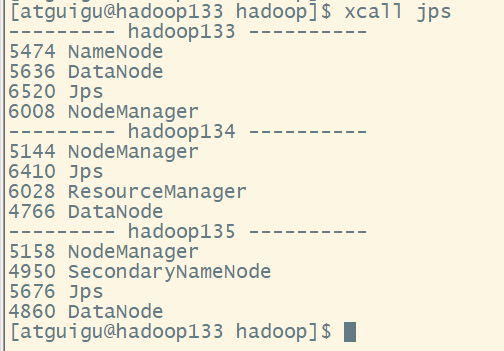 [atguigu@hadoop133 hadoop]$ xcall jps
--------- hadoop133 ----------
5474 NameNode
5636 DataNode
6520 Jps
6008 NodeManager
--------- hadoop134 ----------
5144 NodeManager
6410 Jps
6028 ResourceManager
4766 DataNode
--------- hadoop135 ----------
5158 NodeManager
4950 SecondaryNameNode
5676 Jps
4860 DataNode
[atguigu@hadoop133 hadoop]$